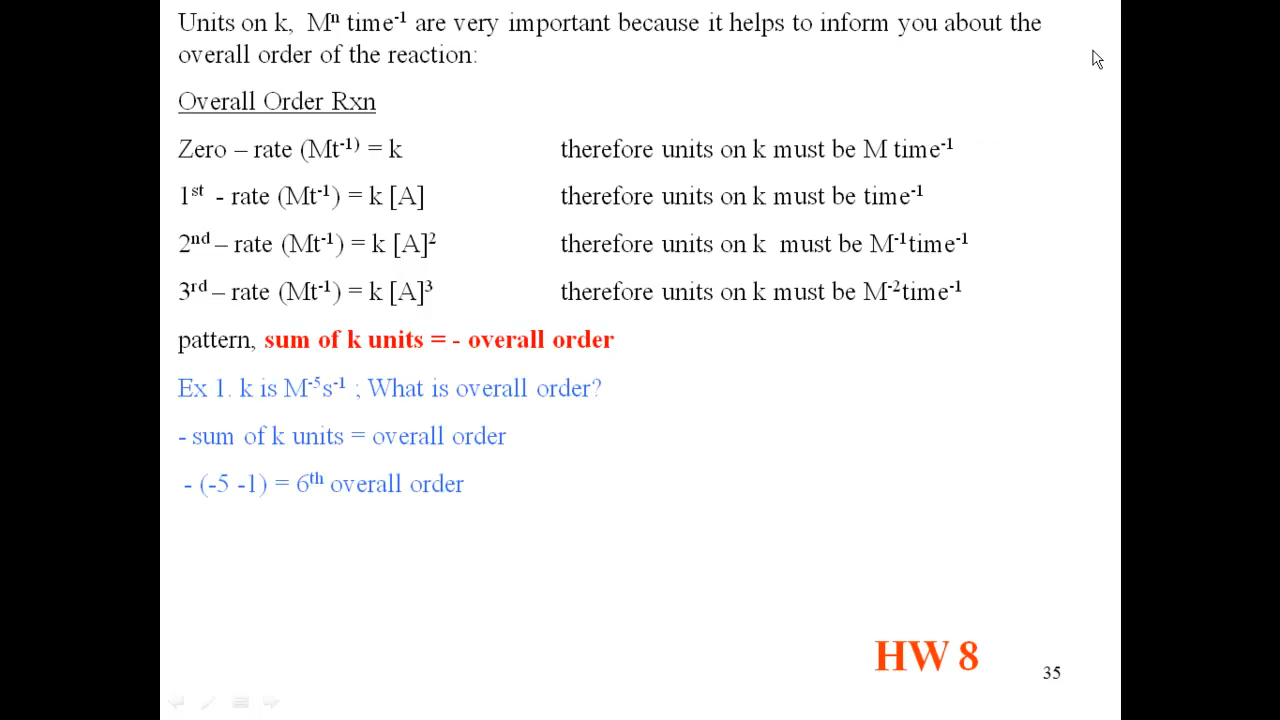 Units on k, Mⁿ time⁻¹ are very important because it helps to inform you about the
overall order of the reaction:
Overall Order Rxn
Zero – rate (Mt⁻¹⁾ = k therefore units on k must be M time⁻¹
1ˢᵗ - rate (Mt⁻¹) = k [A] therefore units on k must be time⁻¹
2ⁿᵈ – rate (Mt⁻¹) = k [A]² therefore units on k must be M⁻¹time⁻¹
3ʳᵈ – rate (Mt⁻¹) = k [A]³ therefore units on k must be M⁻²time⁻¹
pattern, sum of k units = - overall order
Ex 1. k is M⁻⁵s⁻¹ ; What is overall order?
- sum of k units = overall order
- (-5 -1) = 6ᵗʰ overall order
HW 8
35